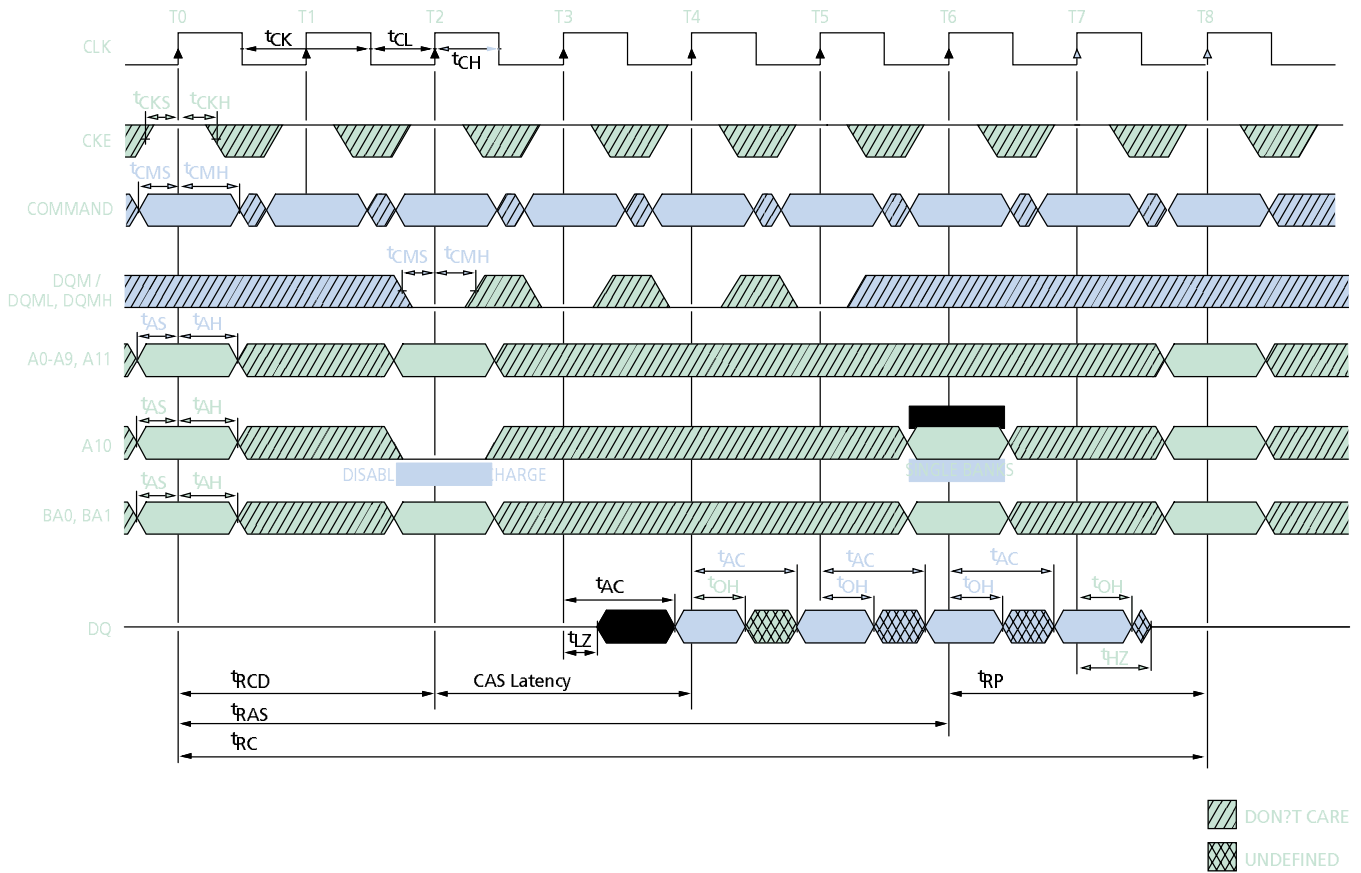 T0 T1 T2 T3 T4 T5 T6 T7 T8
CLK
tCK tCL
tCH
tCKS tCKH
CKE
tCMS tCMH
COMMAND
tCMS tCMH
DQM /
DQML, DQMH
tAS tAH
A0-A9, A11
tAS tAH
A10
DISABL CHARGE
tAS tAH
BA0, BA1
tAC tAC tAC
tAC tOH tOH tOH tOH
DQ
tLZ
tHZ
tRCD CAS Latency tRP
tRAS
tRC
DON?T CARE
UNDEFINED